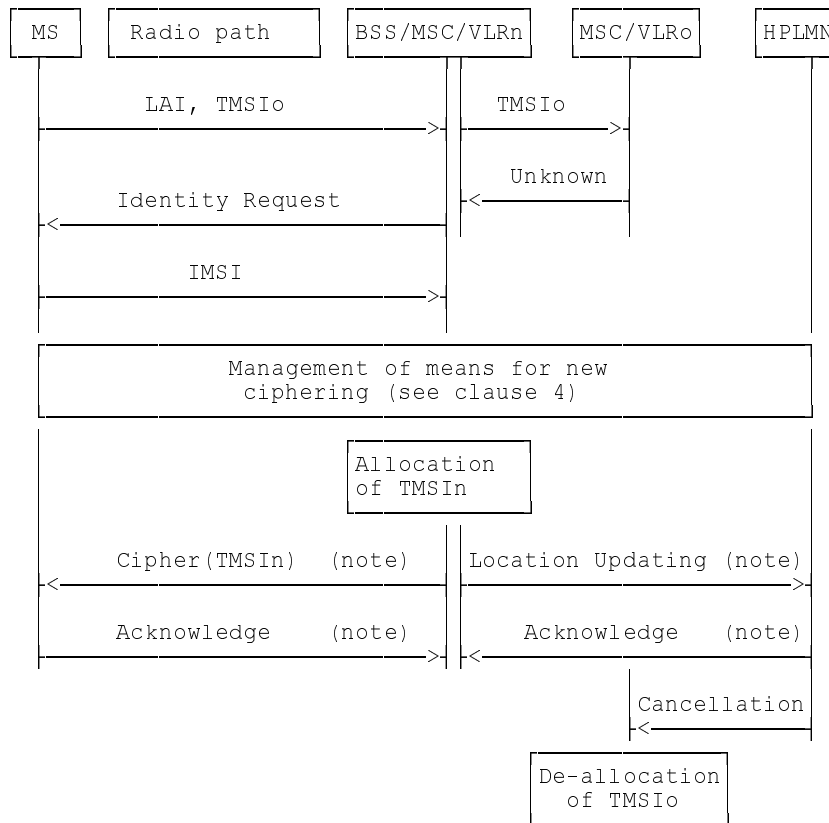 MS Radio path BSS/MSC/VLRn MSC/VLRo HPLMN
LAI, TMSIo TMSIo
Unknown
Identity Request
IMSI
Management of means for new
ciphering (see clause 4)
Allocation
of TMSIn
Cipher(TMSIn) (note) Location Updating (note)
Acknowledge (note) Acknowledge (note)
Cancellation
De-allocation
of TMSIo